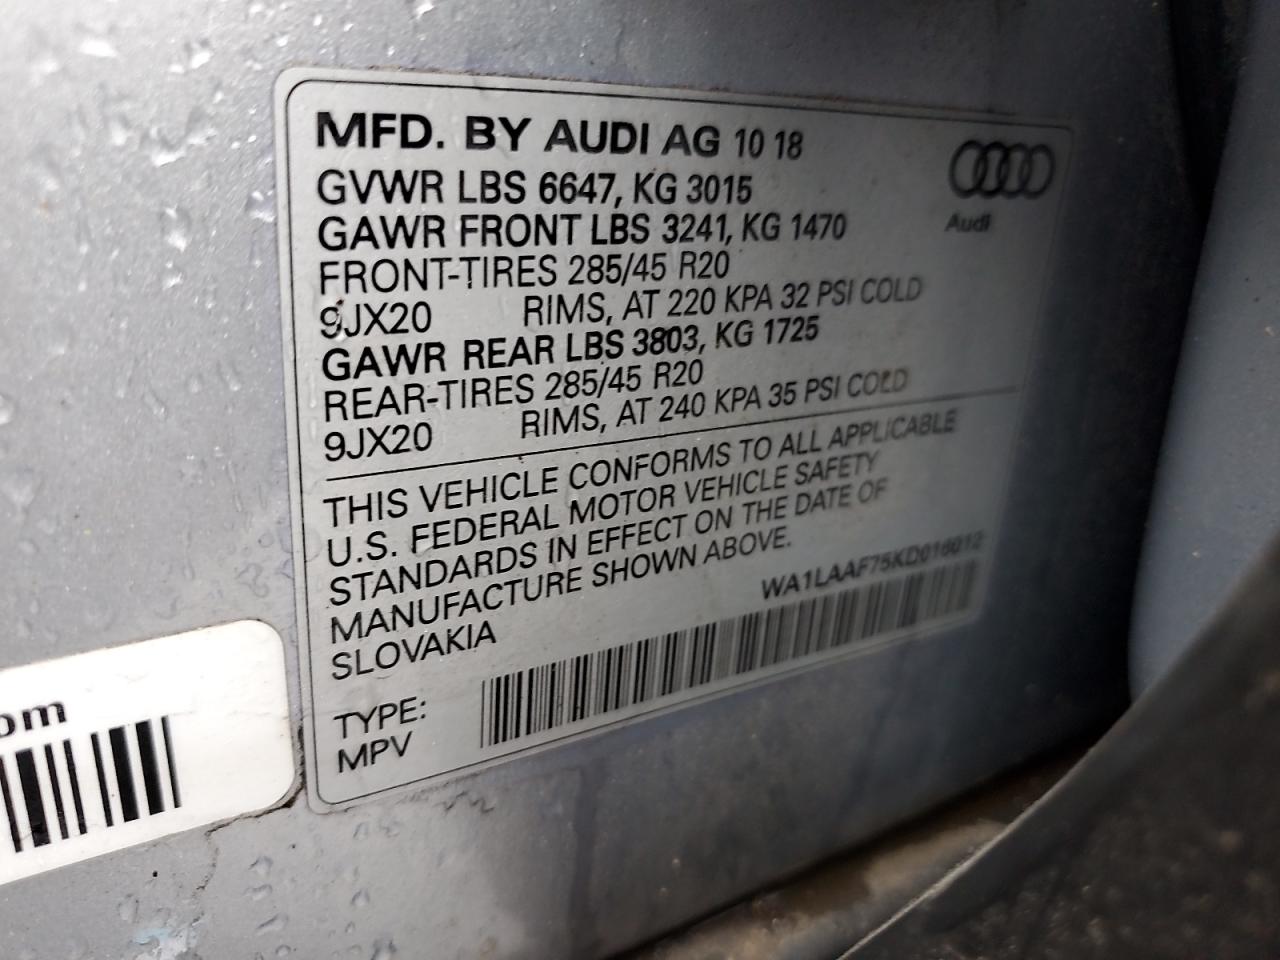 MFD. BY AUDI AG 10 18
GVWR LBS 6647, KG 3015
GAWR FRONT LBS 3241, KG 1470
FRONT-TIRES 285/45 R20
9JX20 RIMS, AT 220 KPA 32 PSI COLD
GAWR REAR LBS 3803, KG 1725
REAR-TIRES 285/45 R20
9JX20 RIMS, AT 240 KPA 35 PSI COLD
THIS VEHICLE CONFORMS TO ALL APPLICABLE
U.S. FEDERAL MOTOR VEHICLE SAFETY
STANDARDS IN EFFECT ON THE DATE OF
MANUFACTURE SHOWN ABOVE.
SLOVAKIA
WA1LAAF75KD016012
TYPE:
MPV
Audi
om